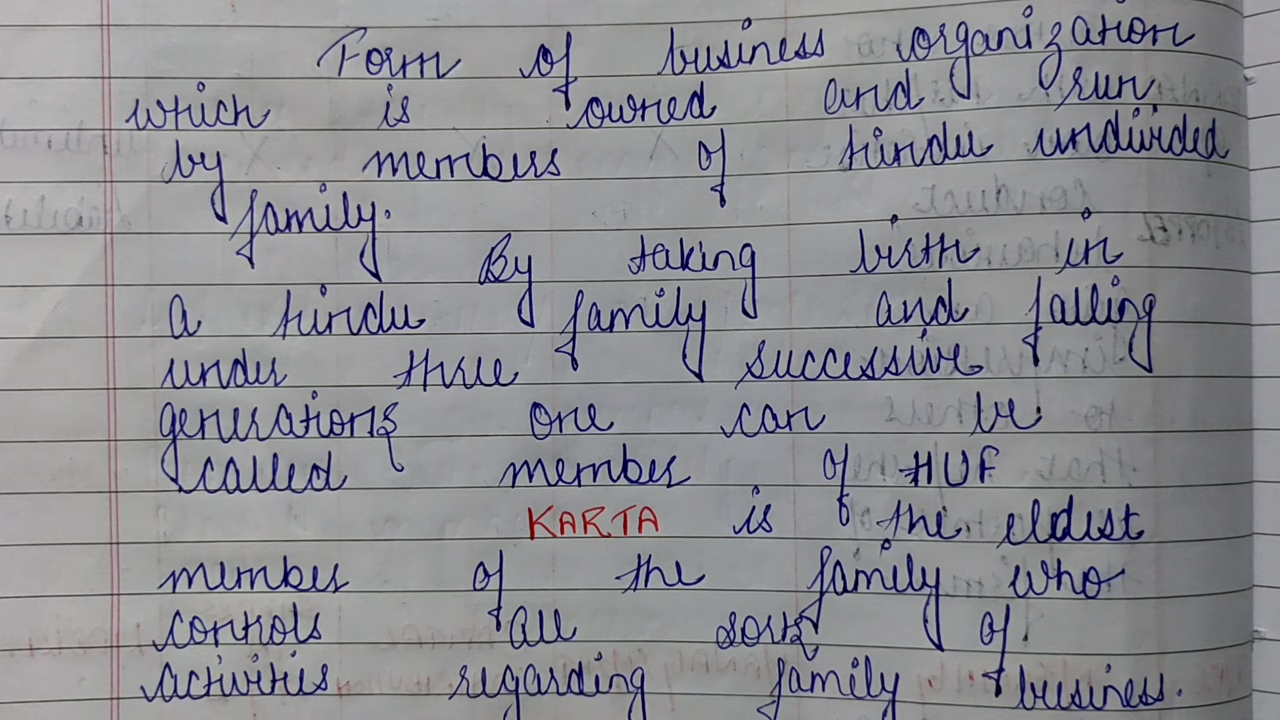 Form of business organization
which is owned and run
by members of hindu undivided
family.
By taking birth in
a hindu family and falling
under three successive
generations one can be
called member of HUF
KARTA is the eldest
member of the family who
controls all sorts of
activities regarding family business.